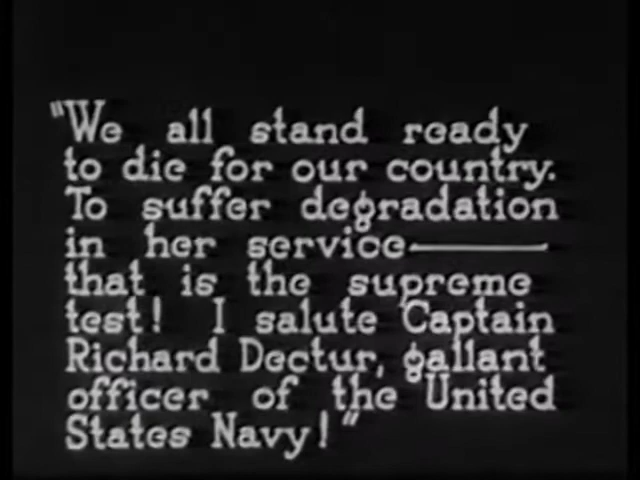 "We all stand ready
to die for our country.
To suffer degradation
in her service——
that is the supreme
test! I salute Captain
Richard Dectur, gallant
officer of the United
States Navy!"